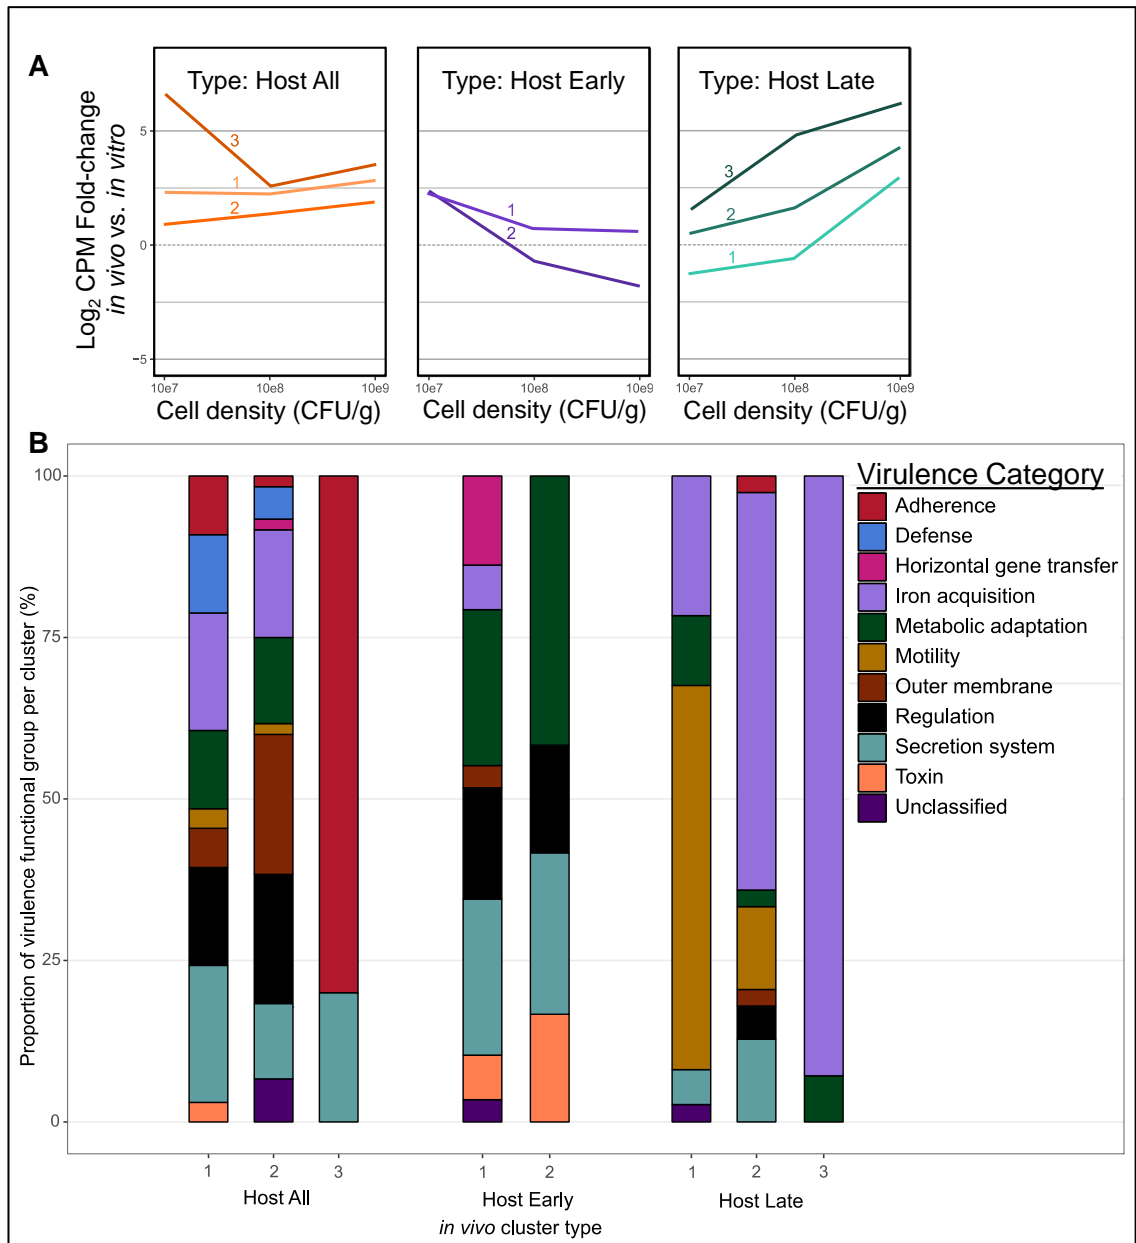 A
Type: Host All
Type: Host Early
Type: Host Late
Log2 CPM Fold-change
in vivo vs. in vitro
5
0
−5
3
1
2
1
2
3
2
1
10e7 10e8 10e9
10e7 10e8 10e9
10e7 10e8 10e9
Cell density (CFU/g)
Cell density (CFU/g)
Cell density (CFU/g)
B
Proportion of virulence functional group per cluster (%)
100
75
50
25
0
Virulence Category
Adherence
Defense
Horizontal gene transfer
Iron acquisition
Metabolic adaptation
Motility
Outer membrane
Regulation
Secretion system
Toxin
Unclassified
1 2 3
1 2
1 2 3
Host All
Host Early
Host Late
in vivo cluster type